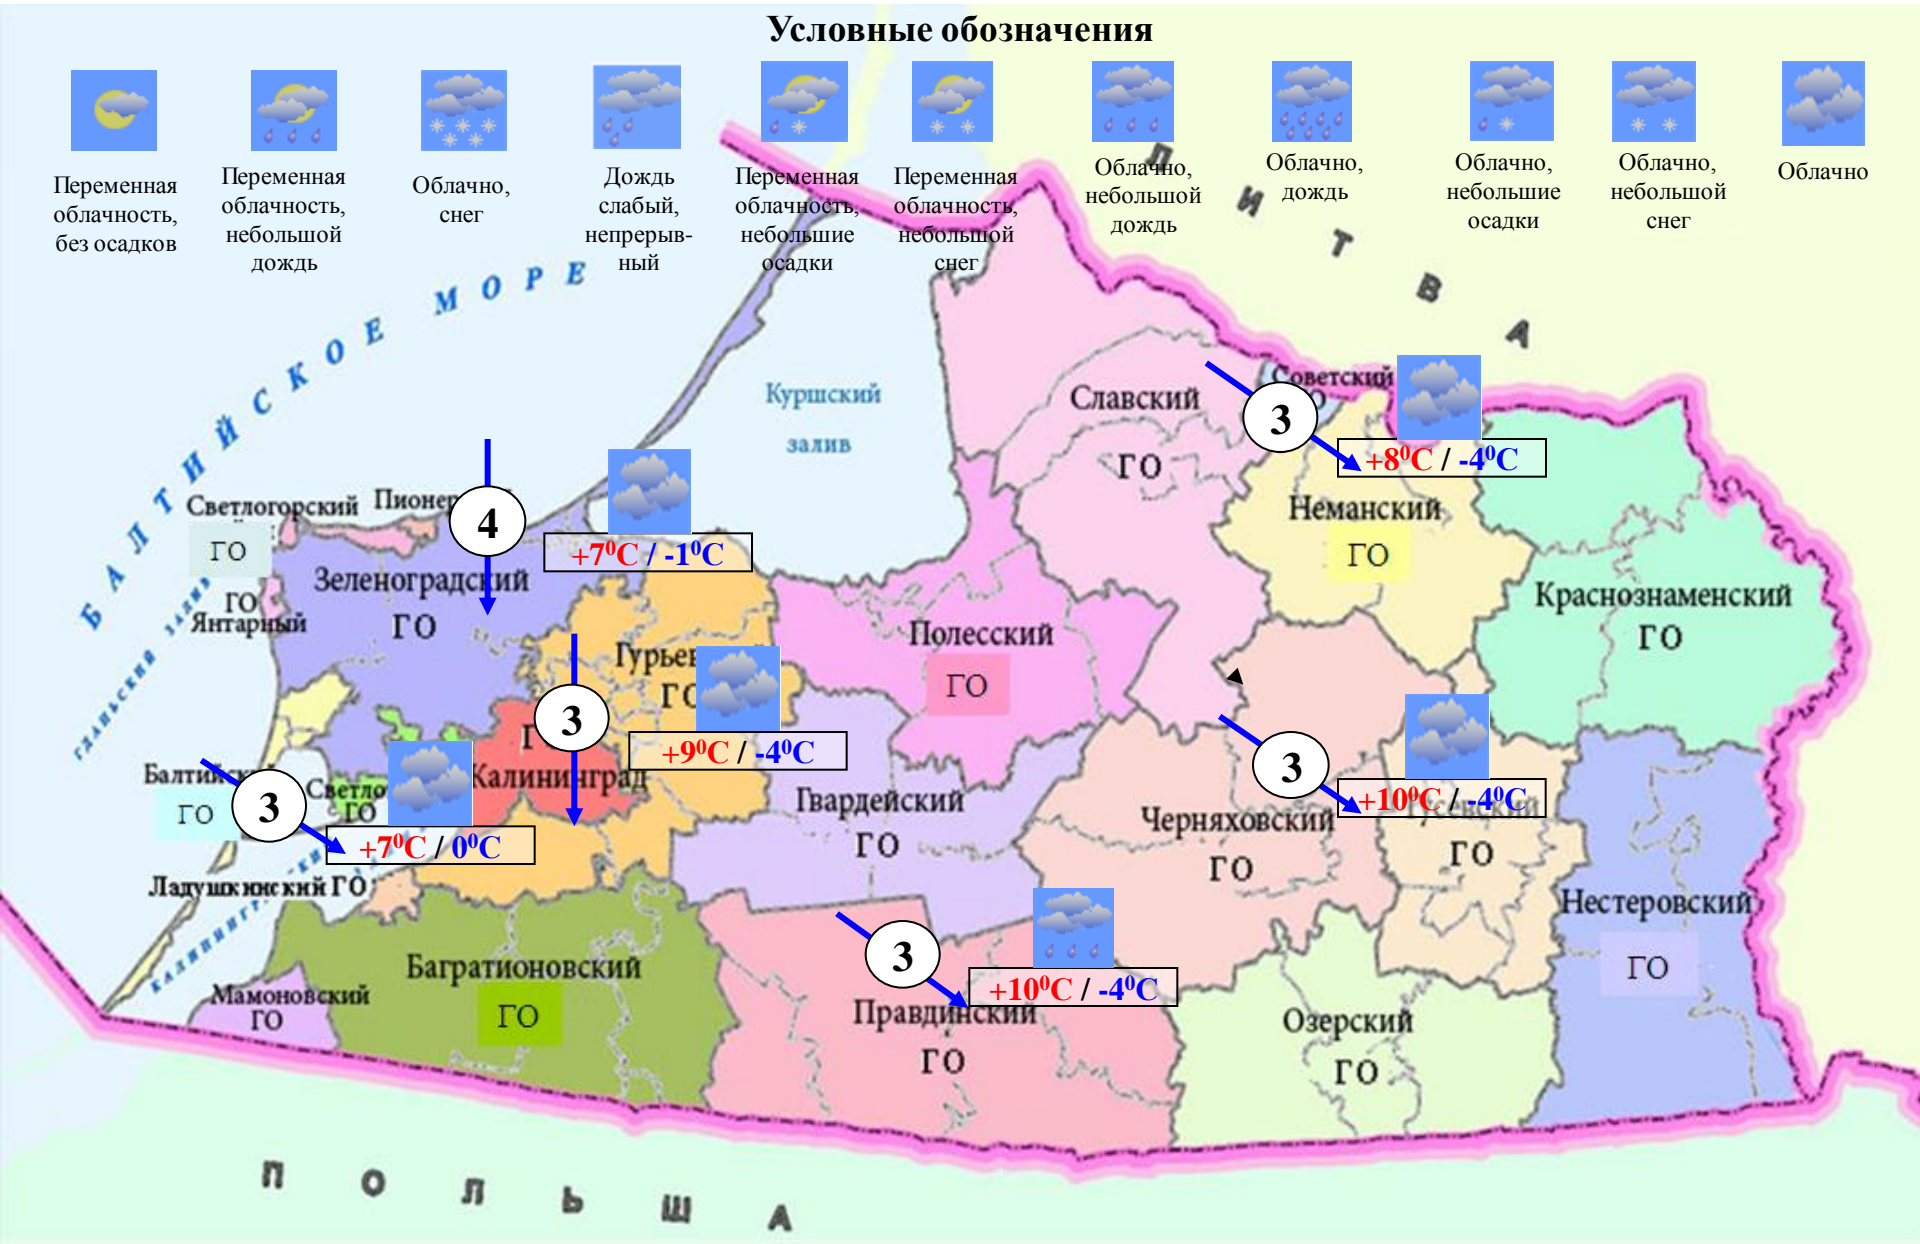 Условные обозначения
Переменная
облачность,
без осадков
Переменная
облачность,
небольшой
дождь
Облачно,
снег
Дождь
слабый,
непрерыв-
ный
Переменная
облачность,
небольшие
осадки
Переменная
облачность,
небольшой
снег
Облачно,
небольшой
дождь
Облачно,
дождь
Облачно,
небольшие
осадки
Облачно,
небольшой
снег
Облачно
ЛИТВА
БАЛТИЙСКОЕ МОРЕ
Куршский
залив
Славский
ГО
Советский
3
+8⁰С / -4⁰С
Неманский
ГО
Краснознаменский
ГО
Светлогорский
ГО
4
+7⁰С / -1⁰С
Зеленоградский
ГО
ГО
Янтарный
Полесский
ГО
3
+9⁰С / -4⁰С
Калининград
3
ГО
+7⁰С / 0⁰С
ГО
Гвардейский
ГО
3
+10⁰С / -4⁰С
Черняховский
ГО
ГО
Нестеровский
ГО
Ладушкинский ГО
Багратионовский
ГО
Мамоновский
ГО
3
+10⁰С / -4⁰С
Правдинский
ГО
Озерский
ГО
ПОЛЬША